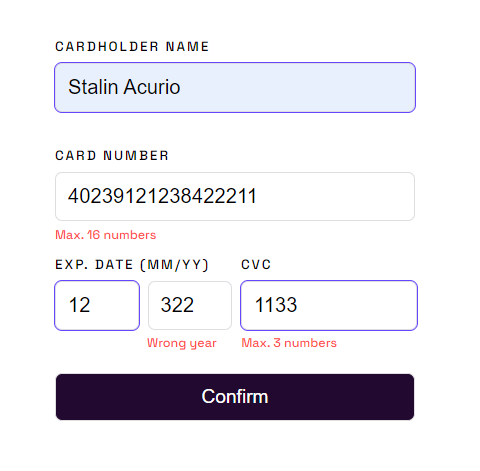 CARDHOLDER NAME
Stalin Acurio
CARD NUMBER
40239121238422211
Max. 16 numbers
EXP. DATE (MM/YY) CVC
12 322 1133
Wrong year Max. 3 numbers
Confirm